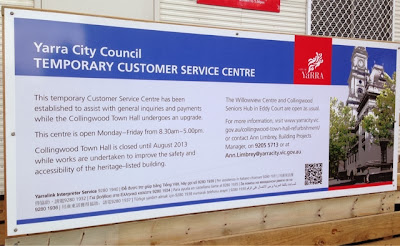 Yarra City Council
TEMPORARY CUSTOMER SERVICE CENTRE
YARRA
This temporary Customer Service Centre has been
established to assist with general inquiries and payments
while the Collingwood Town Hall undergoes an upgrade.
This centre is open Monday–Friday from 8.30am–5.00pm.
Collingwood Town Hall is closed until August 2013
while works are undertaken to improve the safety and
accessibility of the heritage-listed building.
The Willowview Centre and Collingwood
Seniors Hub in Eddy Court are open as usual.
For more information, visit www.yarracity.vic.
gov.au/collingwood-town-hall-refurbishment/
or contact Ann Limbrey, Building Projects
Manager, on 9205 5713 or at
Ann.Limbrey@yarracity.vic.gov.au
Yarralink Interpreter Service